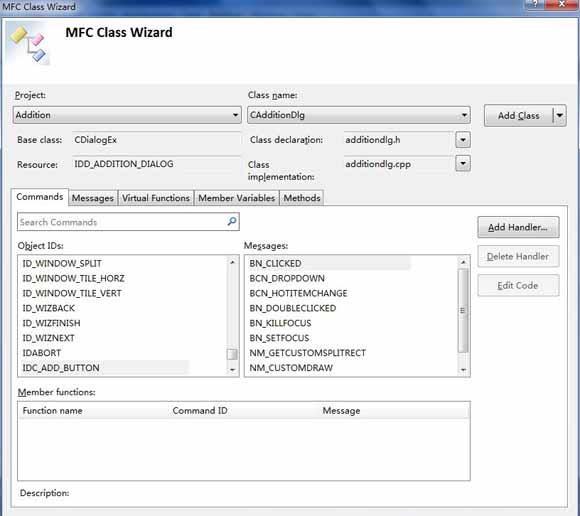 MFC Class Wizard
MFC Class Wizard
Project:
Class name:
Addition
CAdditionDlg
Add Class
Base class:
CDialogEx
Class declaration:
additiondlg.h
Resource:
IDD_ADDITION_DIALOG
Class implementation:
additiondlg.cpp
Commands
Messages
Virtual Functions
Member Variables
Methods
Search Commands
Add Handler...
Object IDs:
Messages:
Delete Handler
Edit Code
ID_WINDOW_SPLIT
ID_WINDOW_TILE_HORZ
ID_WINDOW_TILE_VERT
ID_WIZBACK
ID_WIZFINISH
ID_WIZNEXT
IDABORT
IDC_ADD_BUTTON
BN_CLICKED
BCN_DROPDOWN
BCN_HOTITEMCHANGE
BN_DOUBLECLICKED
BN_KILLFOCUS
BN_SETFOCUS
NM_GETCUSTOMSPLITRECT
NM_CUSTOMDRAW
Member functions:
Function name
Command ID
Message
Description: